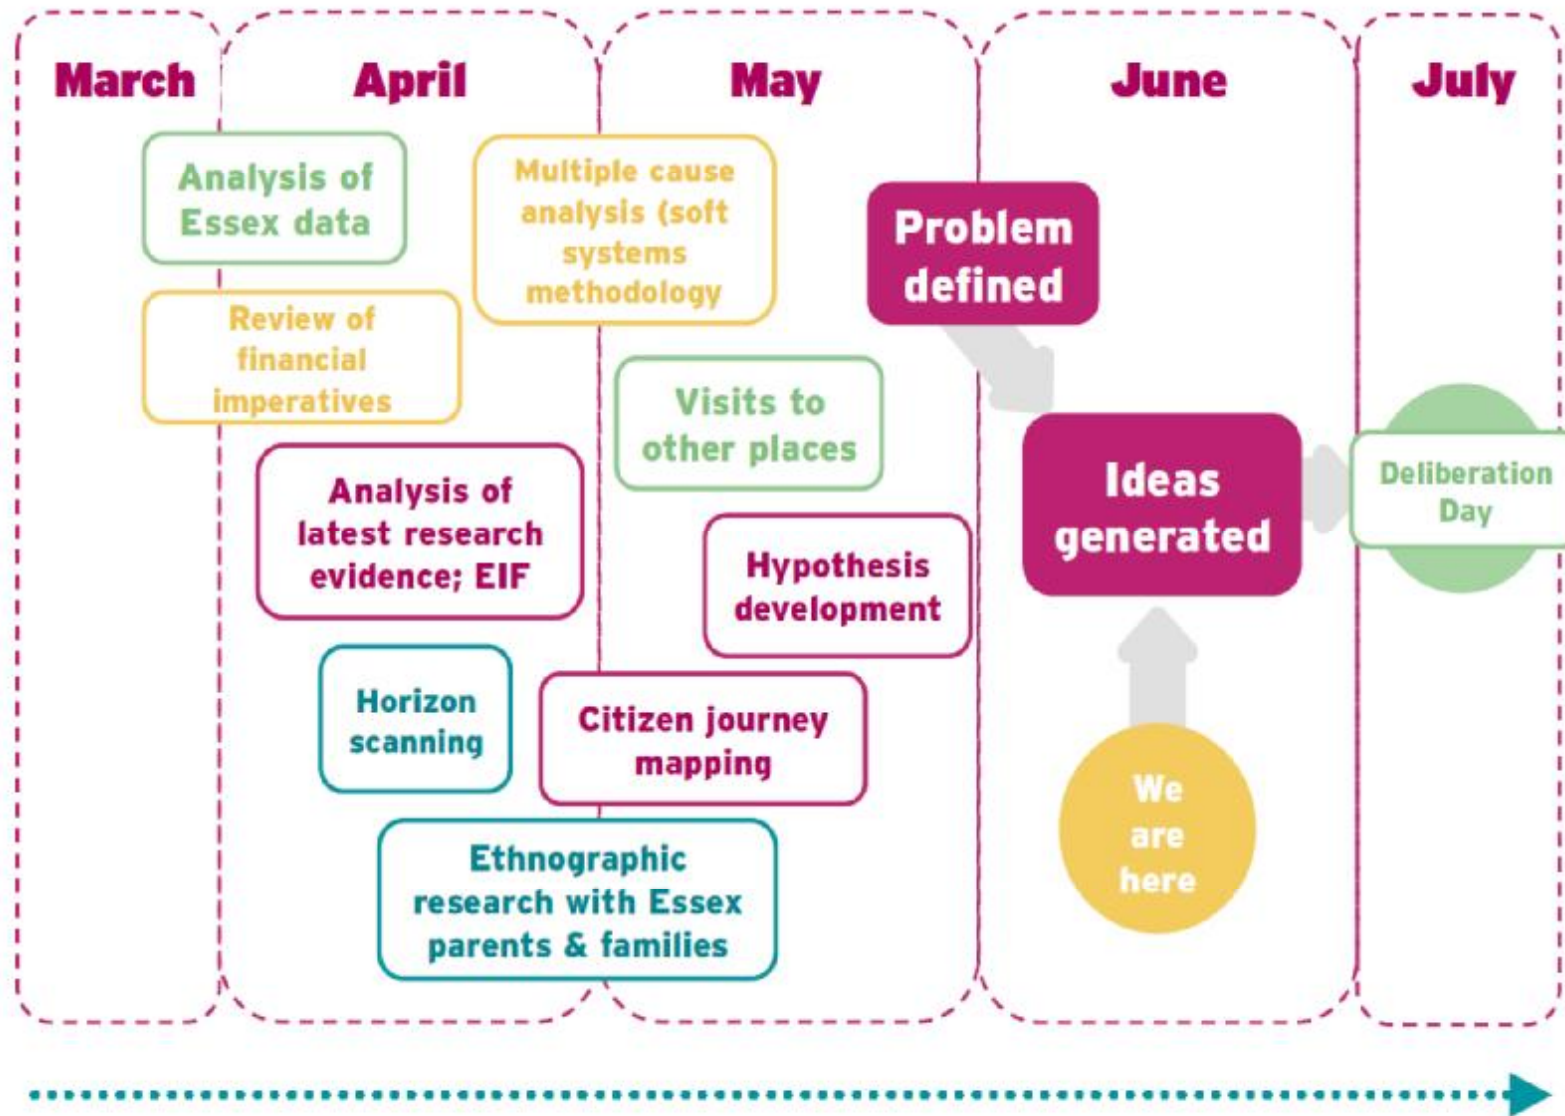 March
April
May
June
July
Analysis of
Essex data
Multiple cause
analysis (soft
systems
methodology
Problem
defined
Review of
financial
imperatives
Visits to
other places
Analysis of
latest research
evidence; EIF
Ideas
generated
Deliberation
Day
Hypothesis
development
Horizon
scanning
Citizen journey
mapping
We
are
here
Ethnographic
research with Essex
parents & families